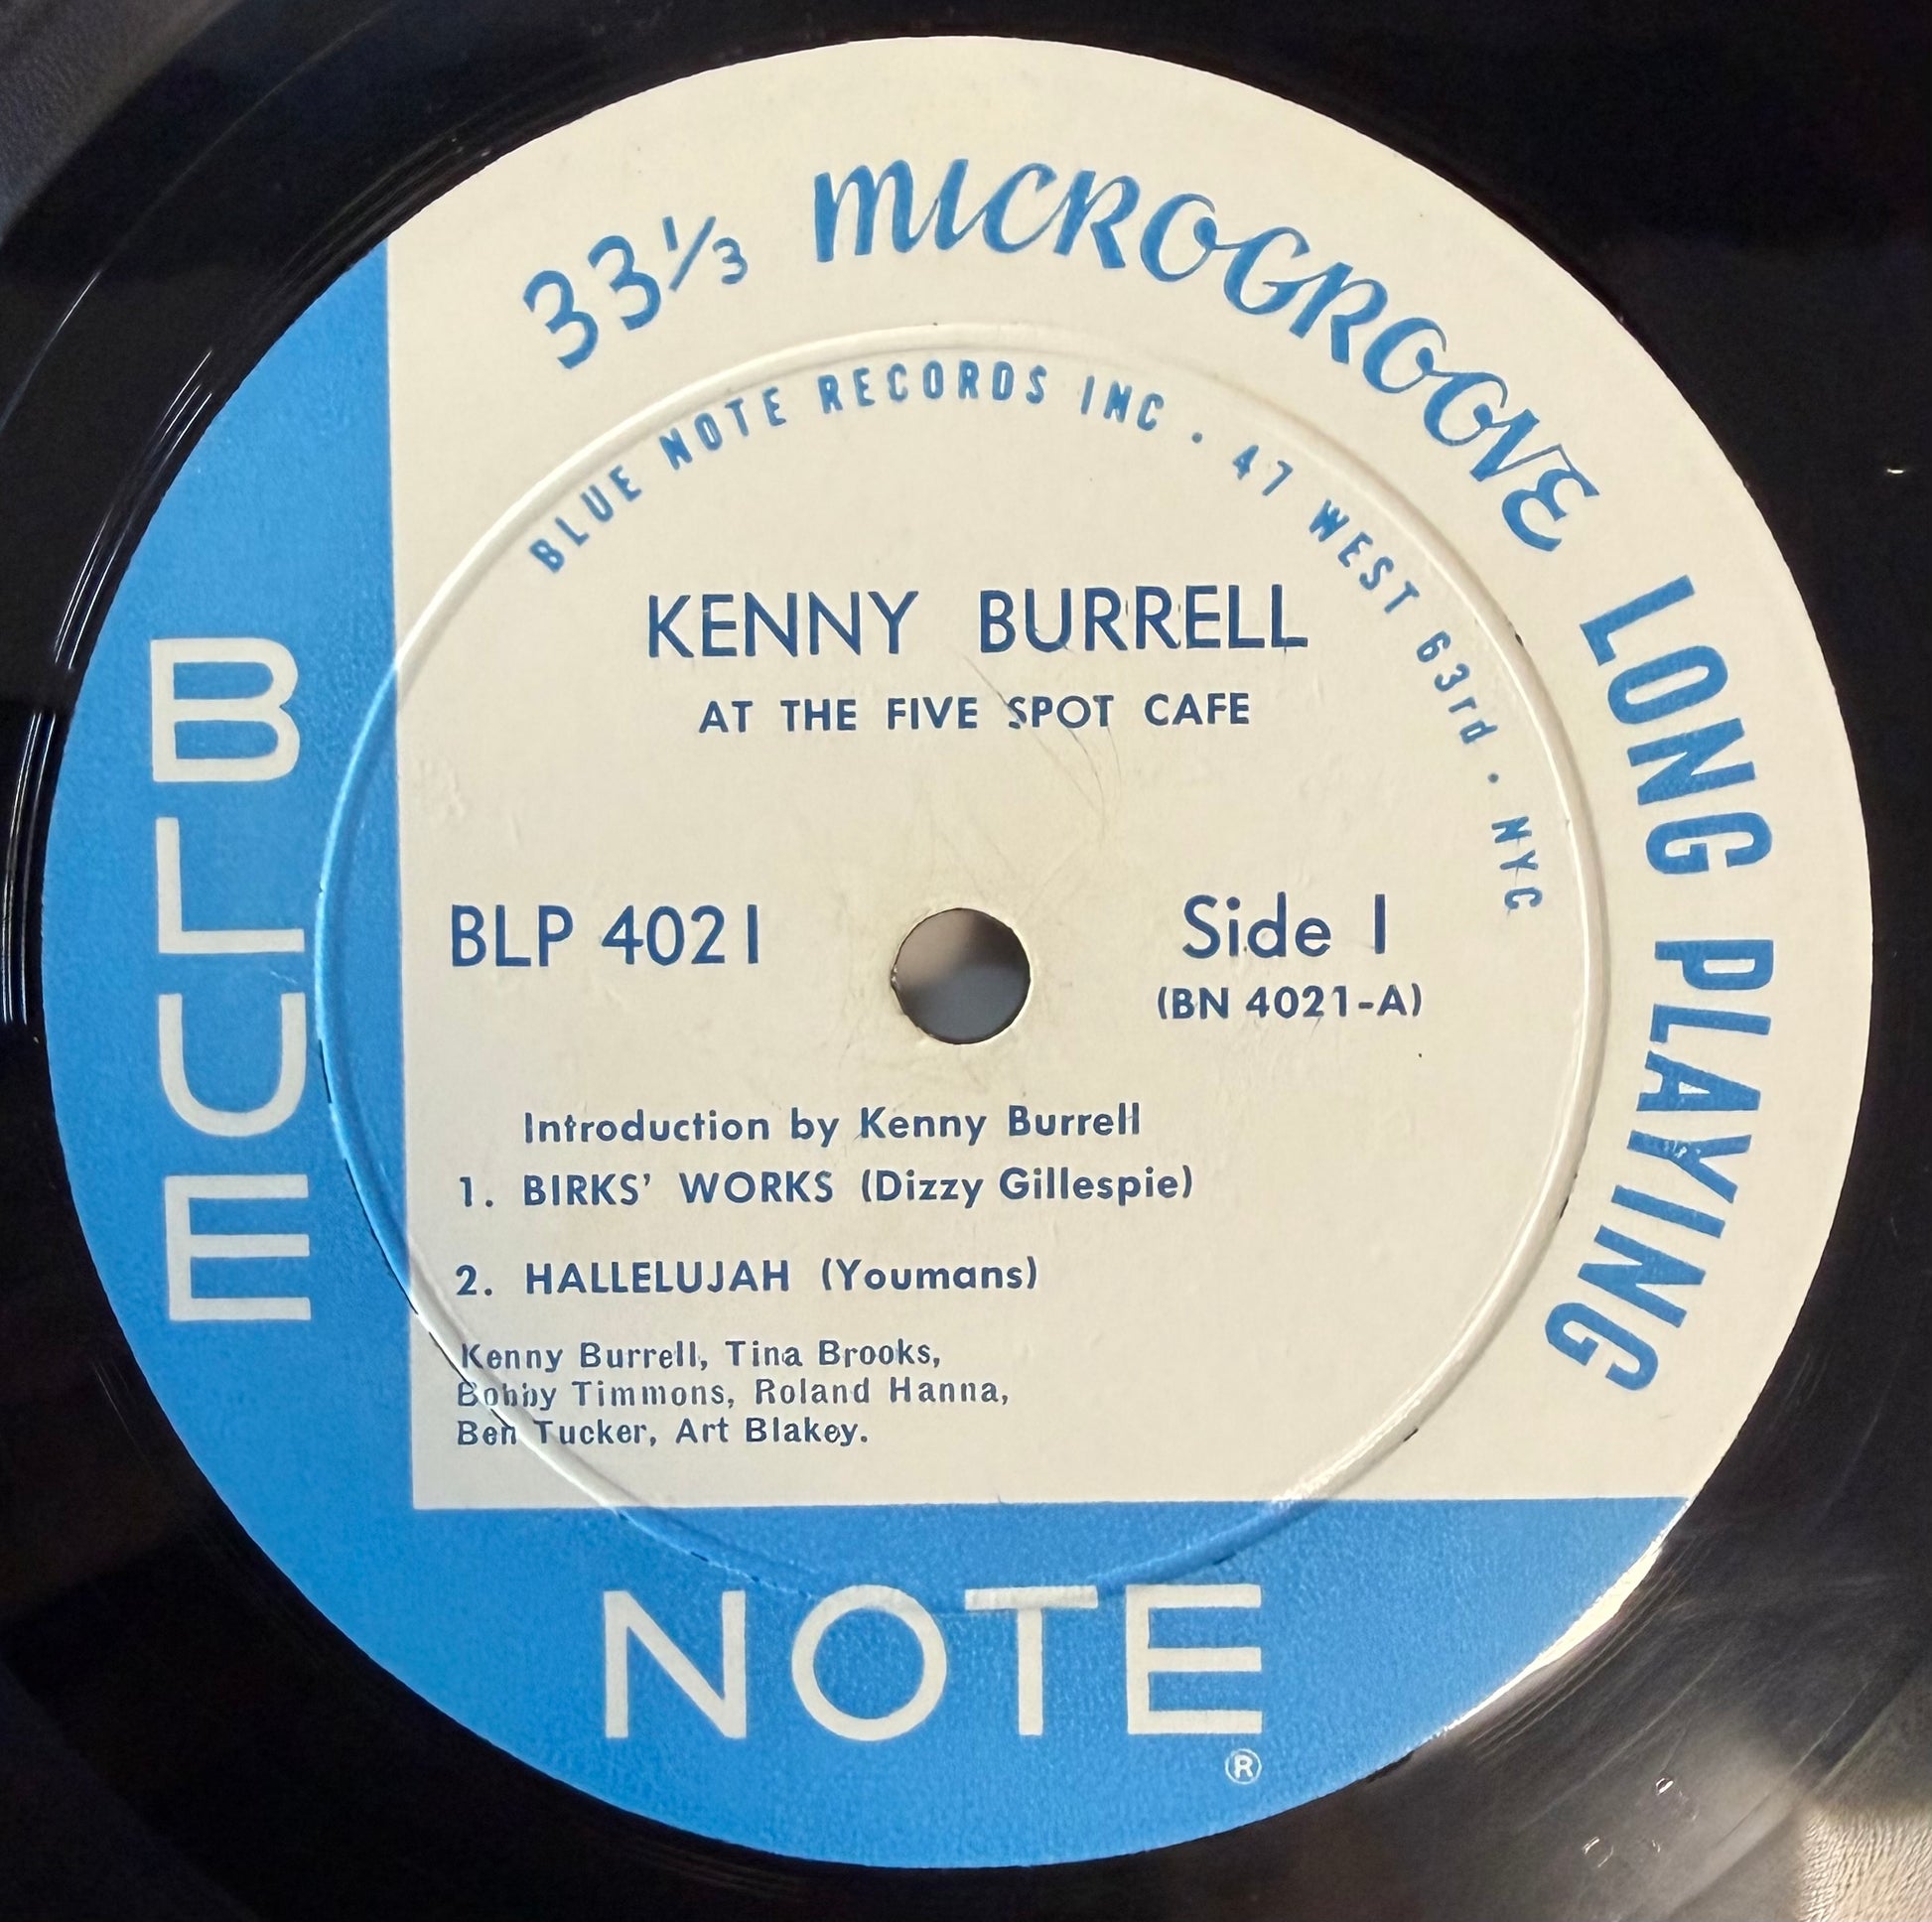 33⅓ MICROGROOVE LONG PLAYING
BLUE NOTE RECORDS INC · 47 WEST 63rd · NYC
KENNY BURRELL
AT THE FIVE SPOT CAFE
BLP 4021
Side 1
(BN 4021-A)
Introduction by Kenny Burrell
1. BIRKS' WORKS (Dizzy Gillespie)
2. HALLELUJAH (Youmans)
Kenny Burrell, Tina Brooks,
Bobby Timmons, Roland Hanna,
Ben Tucker, Art Blakey.
BLUE
NOTE
®